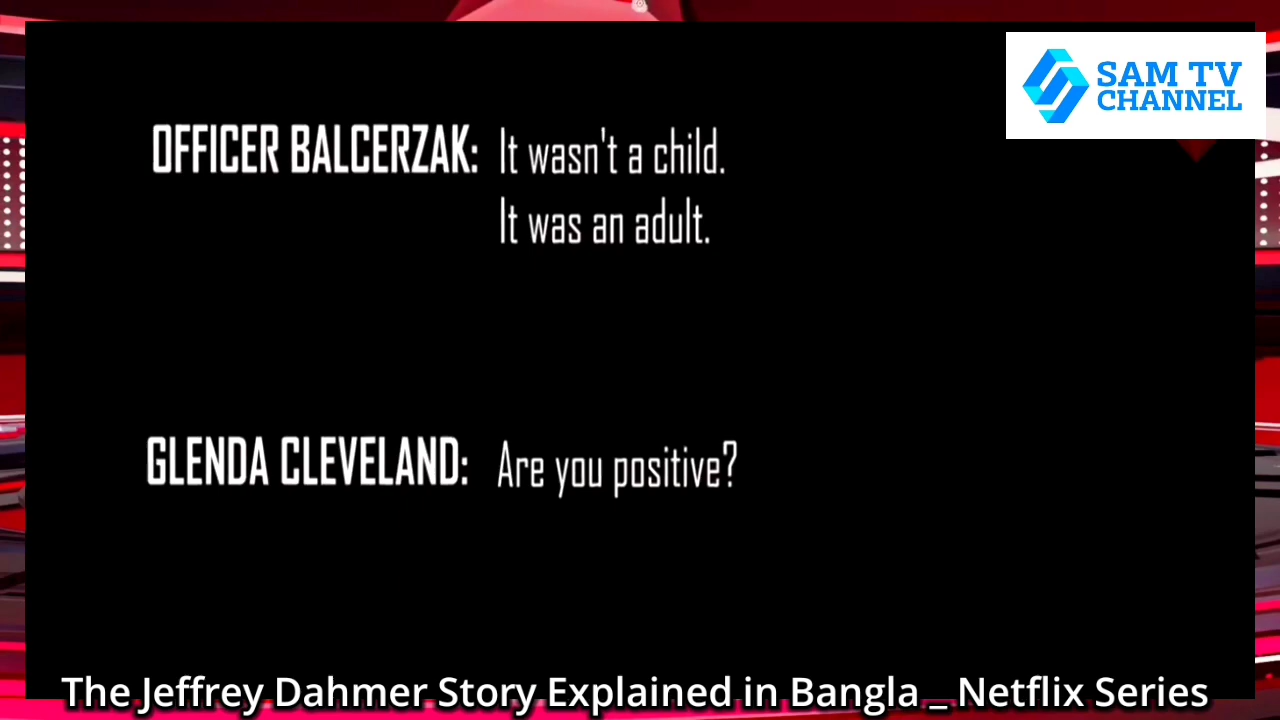 SAM TV
CHANNEL
OFFICER BALCERZAK: It wasn't a child.
It was an adult.
GLENDA CLEVELAND: Are you positive?
The Jeffrey Dahmer Story Explained in Bangla _ Netflix Series